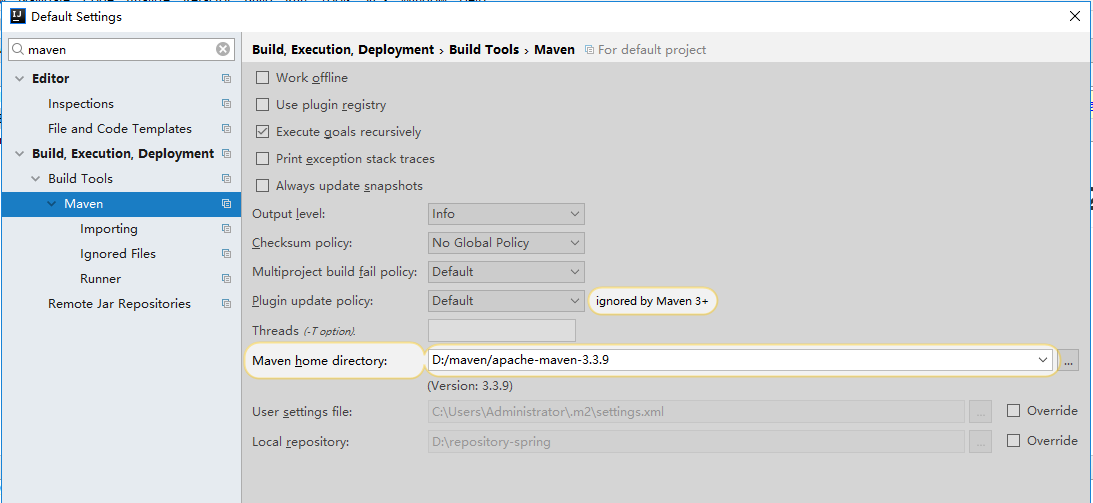 Default Settings
maven
Editor
Inspections
File and Code Templates
Build, Execution, Deployment
Build Tools
Maven
Importing
Ignored Files
Runner
Remote Jar Repositories
Build, Execution, Deployment › Build Tools › Maven For default project
Work offline
Use plugin registry
Execute goals recursively
Print exception stack traces
Always update snapshots
Output level: Info
Checksum policy: No Global Policy
Multiproject build fail policy: Default
Plugin update policy: Default ignored by Maven 3+
Threads (-T option).
Maven home directory: D:/maven/apache-maven-3.3.9 ...
(Version: 3.3.9)
User settings file: C:\Users\Administrator\.m2\settings.xml ... Override
Local repository: D:\repository-spring ... Override